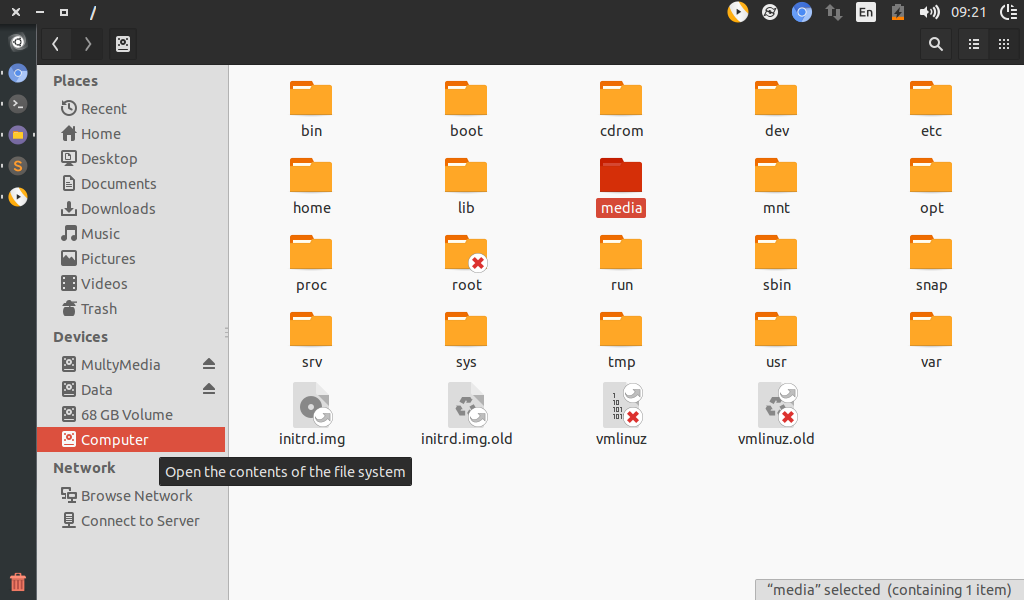 /
En
09:21
Places
Recent
Home
Desktop
Documents
Downloads
Music
Pictures
Videos
Trash
Devices
MultyMedia
Data
68 GB Volume
Computer
Network
Browse Network
Connect to Server
Open the contents of the file system
bin boot cdrom dev etc
home lib media mnt opt
proc root run sbin snap
srv sys tmp usr var
initrd.img initrd.img.old vmlinuz vmlinuz.old
“media” selected (containing 1 item)